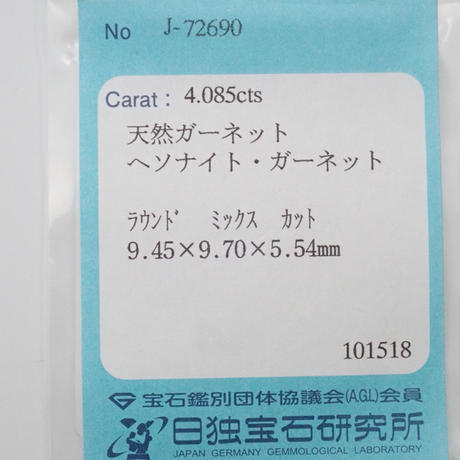 No J-72690
Carat : 4.085cts
天然ガーネット
ヘソナイト・ガーネット
ﾗｳﾝﾄﾞ ﾐｯｸｽ ｶｯﾄ
9.45×9.70×5.54mm
101518
宝石鑑別団体協議会(A.G.L)会員
日独宝石研究所
JAPAN GERMANY GEMMOLOGICAL LABORATORY